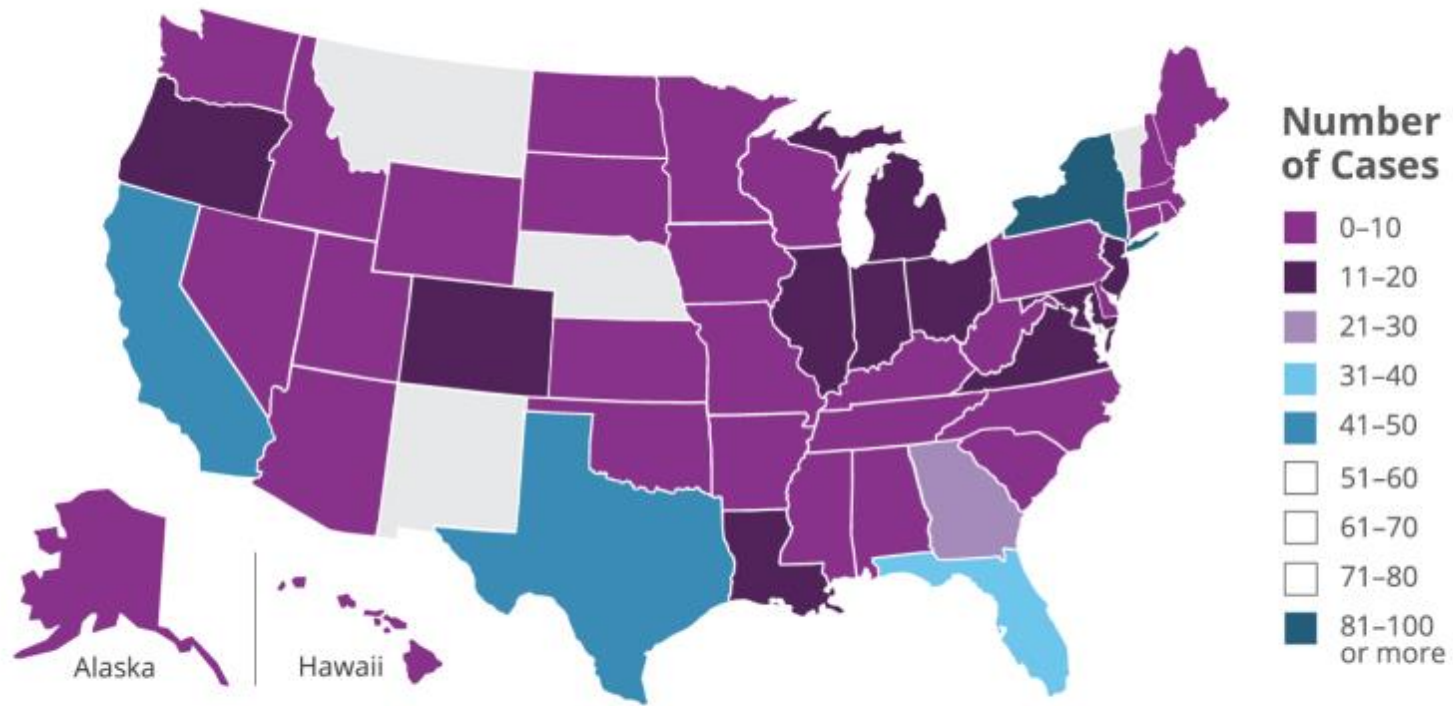 Number
of Cases
0–10
11–20
21–30
31–40
41–50
51–60
61–70
71–80
81–100
or more
Alaska
Hawaii